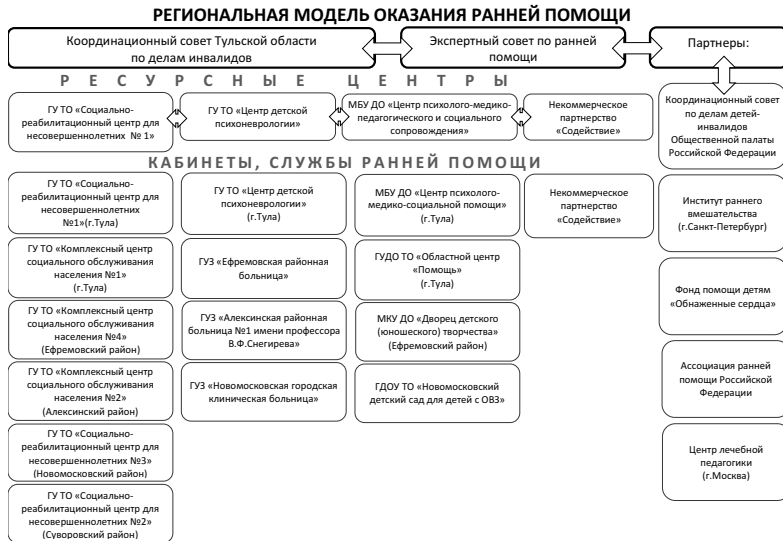 РЕГИОНАЛЬНАЯ МОДЕЛЬ ОКАЗАНИЯ РАННЕЙ ПОМОЩИ
Координационный совет Тульской области
по делам инвалидов
Экспертный совет по ранней
помощи
Партнеры:
РЕСУРСНЫЕ ЦЕНТРЫ
ГУ ТО «Социально-
реабилитационный центр для
несовершеннолетних № 1»
ГУ ТО «Центр детской
психоневрологии»
МБУ ДО «Центр психолого-медико-
педагогического и социального
сопровождения»
Некоммерческое
партнерство
«Содействие»
Координационный совет
по делам детей-
инвалидов
Общественной палаты
Российской Федерации
КАБИНЕТЫ, СЛУЖБЫ РАННЕЙ ПОМОЩИ
ГУ ТО «Социально-
реабилитационный центр для
несовершеннолетних
№1»(г.Тула)
ГУ ТО «Центр детской
психоневрологии»
(г.Тула)
МБУ ДО «Центр психолого-
медико-социальной помощи»
(г.Тула)
Некоммерческое
партнерство
«Содействие»
Институт раннего
вмешательства
(г.Санкт-Петербург)
ГУ ТО «Комплексный центр
социального обслуживания
населения №1»
(г.Тула)
ГУЗ «Ефремовская районная
больница»
ГУДО ТО «Областной центр
«Помощь»
(г.Тула)
Фонд помощи детям
«Обнаженные сердца»
ГУ ТО «Комплексный центр
социального обслуживания
населения №4»
(Ефремовский район)
ГУЗ «Алексинская районная
больница №1 имени профессора
В.Ф.Снегирева»
МКУ ДО «Дворец детского
(юношеского) творчества»
(Ефремовский район)
Ассоциация ранней
помощи Российской
Федерации
ГУ ТО «Комплексный центр
социального обслуживания
населения №2»
(Алексинский район)
ГУЗ «Новомосковская городская
клиническая больница»
ГДОУ ТО «Новомосковский
детский сад для детей с ОВЗ»
Центр лечебной
педагогики
(г.Москва)
ГУ ТО «Социально-
реабилитационный центр для
несовершеннолетних №3»
(Новомосковский район)
ГУ ТО «Социально-
реабилитационный центр для
несовершеннолетних №2»
(Суворовский район)